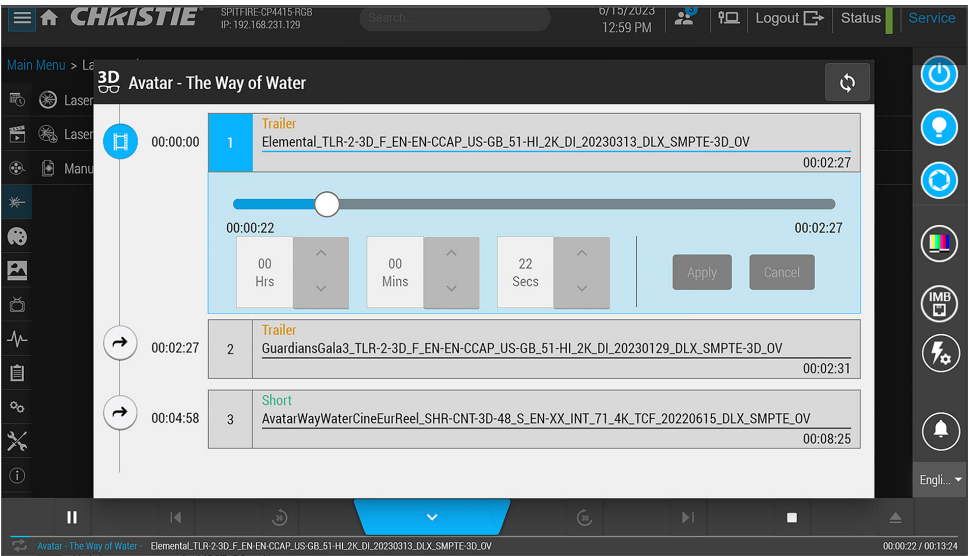 CHRISTIE®
SPITFIRE-CP4415-RGB
IP: 192.168.231.129
Search
6/15/2023
12:59 PM
Logout
Status
Service
Main Menu > La
3D
Avatar - The Way of Water
Laser
Laser
Manu
00:00:00
1
Trailer
Elemental_TLR-2-3D_F_EN-EN-CCAP_US-GB_51-HI_2K_DI_20230313_DLX_SMPTE-3D_OV
00:02:27
00:00:22
00:02:27
00
Hrs
00
Mins
22
Secs
Apply
Cancel
00:02:27
2
Trailer
GuardiansGala3_TLR-2-3D_F_EN-EN-CCAP_US-GB_51-HI_2K_DI_20230129_DLX_SMPTE-3D_OV
00:02:31
00:04:58
3
Short
AvatarWayWaterCineEurReel_SHR-CNT-3D-48_S_EN-XX_INT_71_4K_TCF_20220615_DLX_SMPTE_OV
00:08:25
IMB
Engli...
30
30
Avatar - The Way of Water -
Elemental_TLR-2-3D_F_EN-EN-CCAP_US-GB_51-HI_2K_DI_20230313_DLX_SMPTE-3D_OV
00:00:22 / 00:13:24